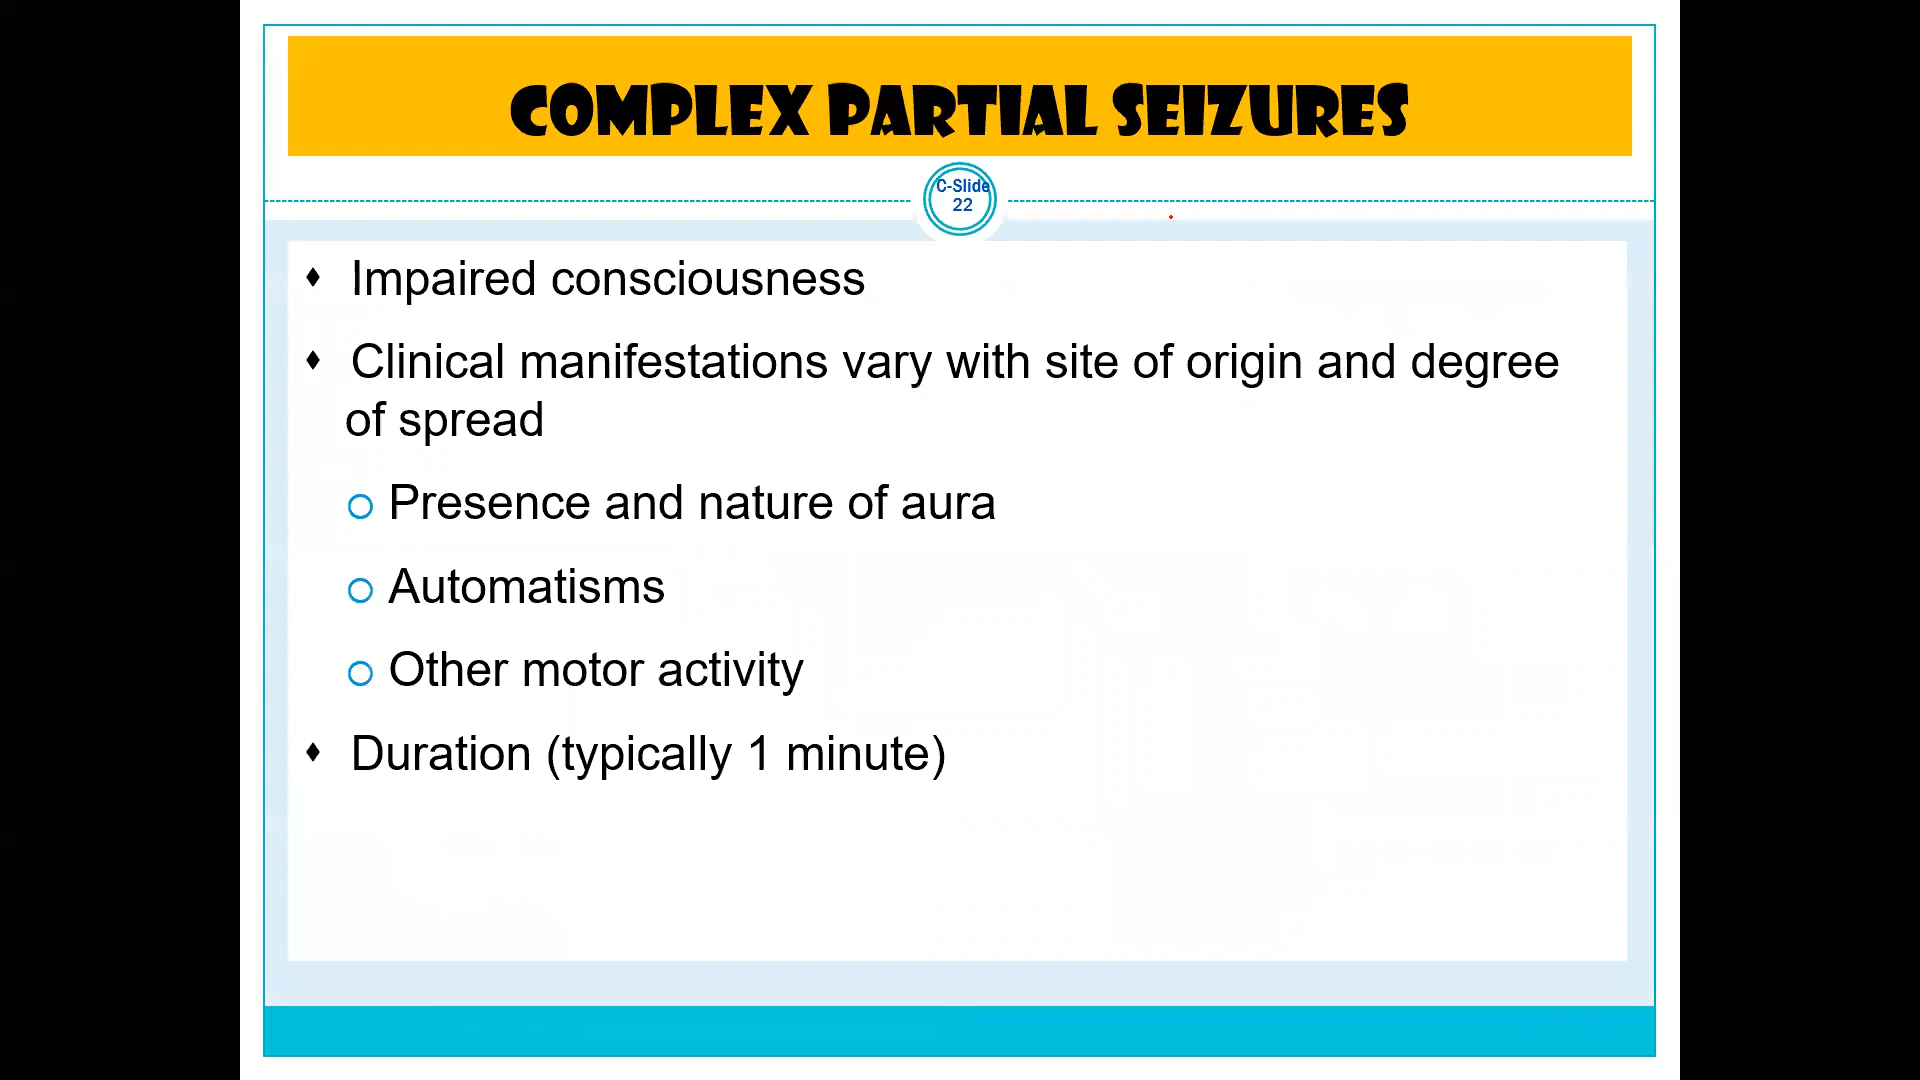 COMPLEX PARTIAL SEIZURES
C-Slide
22
♦ Impaired consciousness
♦ Clinical manifestations vary with site of origin and degree
of spread
○ Presence and nature of aura
○ Automatisms
○ Other motor activity
♦ Duration (typically 1 minute)